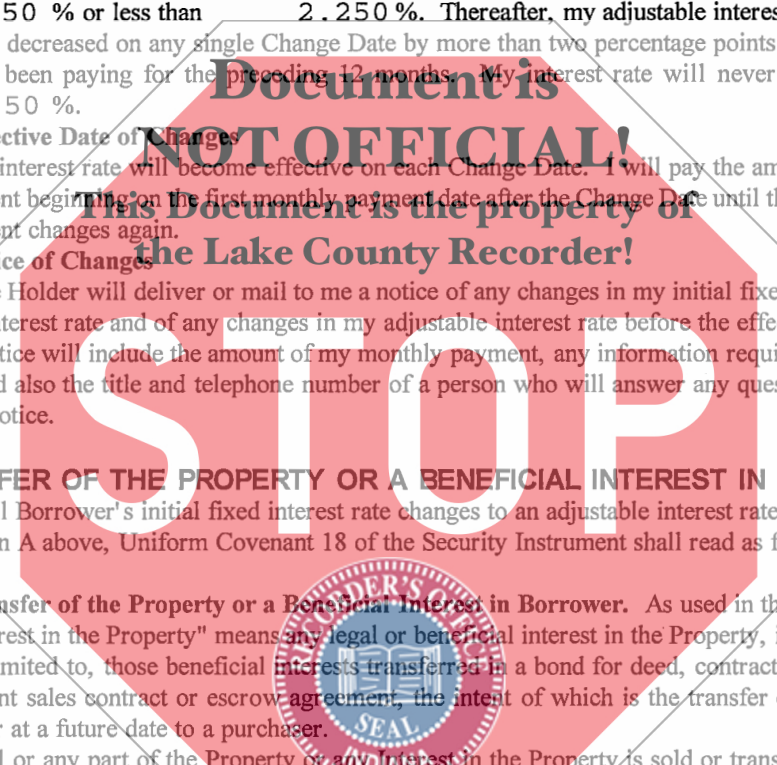 50 % or less than 2.250 %. Thereafter, my adjustable interes
decreased on any single Change Date by more than two percentage points
been paying for the preceding 12 months. My interest rate will never
50 %.
ective Date of Changes
interest rate will become effective on each Change Date. I will pay the am
nt beginning on the first monthly payment date after the Change Date until th
nt changes again.
ice of Changes
e Holder will deliver or mail to me a notice of any changes in my initial fixe
terest rate and of any changes in my adjustable interest rate before the effe
tice will include the amount of my monthly payment, any information requi
d also the title and telephone number of a person who will answer any ques
otice.
FER OF THE PROPERTY OR A BENEFICIAL INTEREST IN
l Borrower's initial fixed interest rate changes to an adjustable interest rate
n A above, Uniform Covenant 18 of the Security Instrument shall read as f
nsfer of the Property or a Beneficial Interest in Borrower. As used in th
rest in the Property" means any legal or beneficial interest in the Property, i
mited to, those beneficial interests transferred in a bond for deed, contract
nt sales contract or escrow agreement, the intent of which is the transfer
r at a future date to a purchaser.
l or any part of the Property or any Interest in the Property is sold or trans
Document is
NOT OFFICIAL!
This Document is the property of
the Lake County Recorder!
STOP
RECORDER'S OFFICE
SEAL
INDIANA